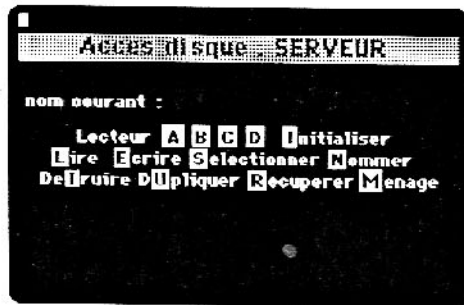 Acces disque . SERVEUR
nom courant :
Lecteur A B C D Initialiser
Lire Ecrire Selectionner Nommer
DeTruire DUpliquer Recuperer Menage